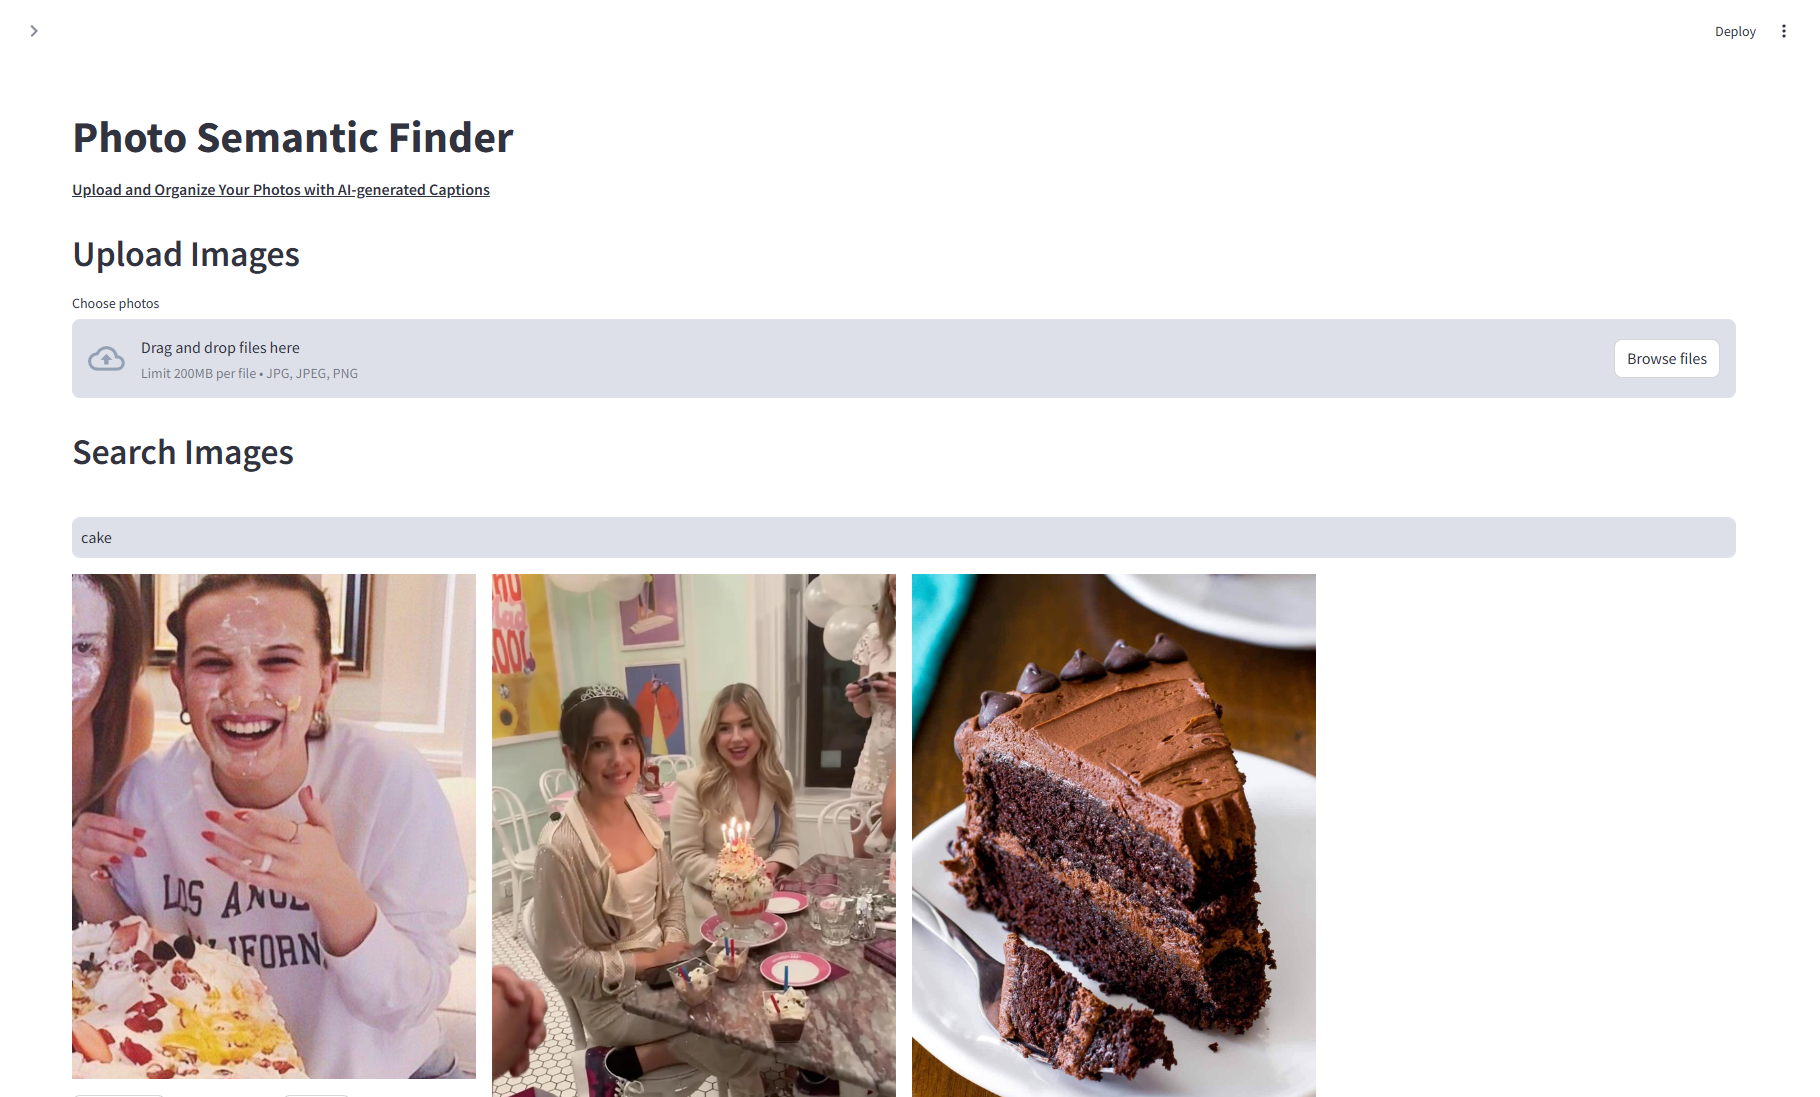 Deploy
Photo Semantic Finder
Upload and Organize Your Photos with AI-generated Captions
Upload Images
Choose photos
Drag and drop files here
Limit 200MB per file • JPG, JPEG, PNG
Browse files
Search Images
cake
LOS ANGE
IFORN